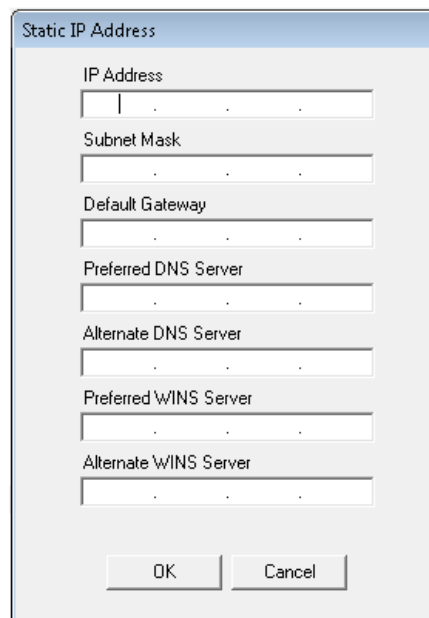 Static IP Address
IP Address
. . .
Subnet Mask
. . .
Default Gateway
. . .
Preferred DNS Server
. . .
Alternate DNS Server
. . .
Preferred WINS Server
. . .
Alternate WINS Server
. . .
OK Cancel